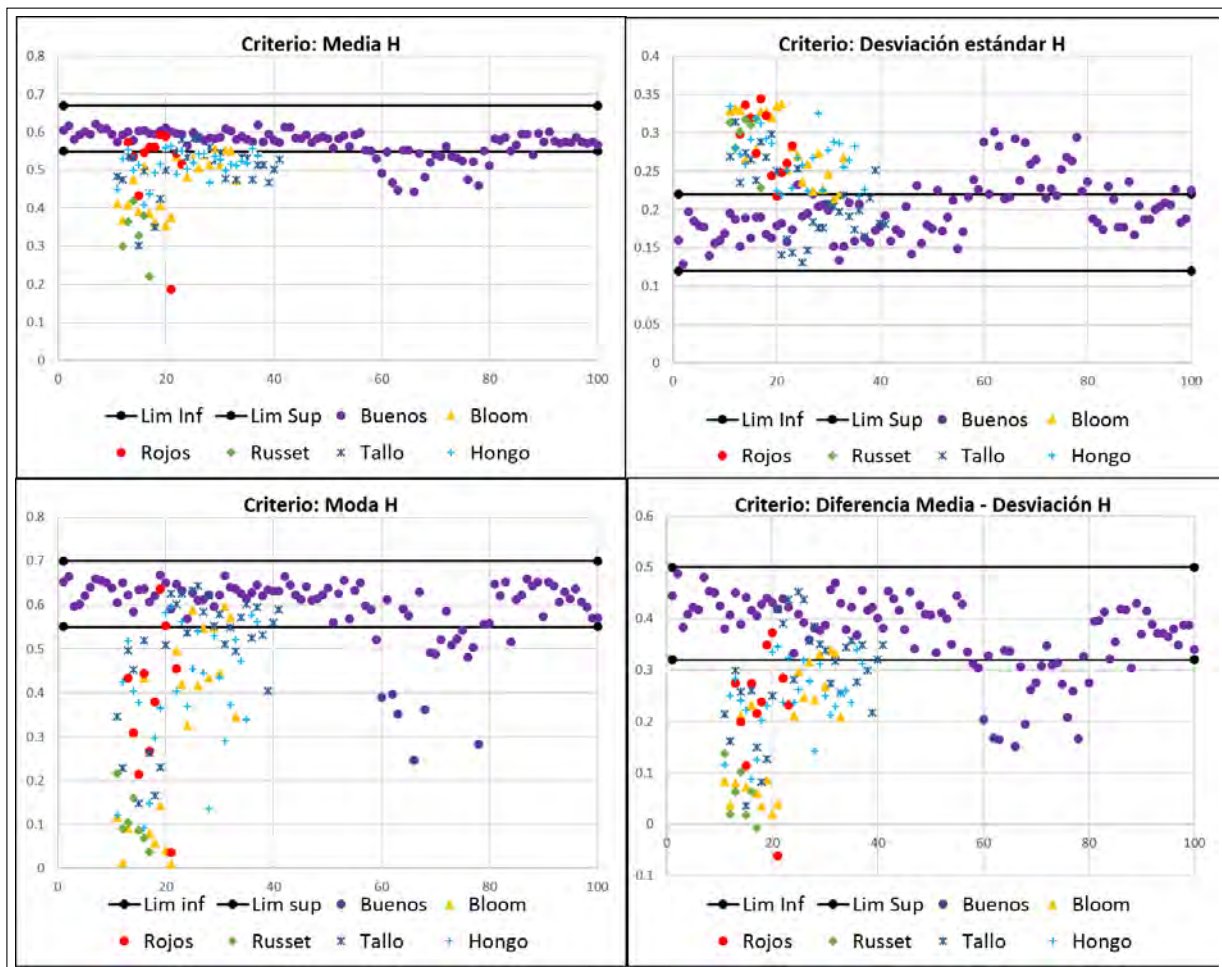 Criterio: Media H
0.8
0.7
0.6
0.5
0.4
0.3
0.2
0.1
0
0 20 40 60 80 100
Lim Inf Lim Sup Buenos Bloom
Rojos Russet Tallo Hongo
Criterio: Desviación estándar H
0.4
0.35
0.3
0.25
0.2
0.15
0.1
0.05
0
0 20 40 60 80 100
Lim Inf Lim Sup Buenos Bloom
Rojos Russet Tallo Hongo
Criterio: Moda H
0.8
0.7
0.6
0.5
0.4
0.3
0.2
0.1
0
0 20 40 60 80 100
Lim inf Lim sup Buenos Bloom
Rojos Russet Tallo Hongo
Criterio: Diferencia Media - Desviación H
0.6
0.5
0.4
0.3
0.2
0.1
0
0 20 40 60 80 100
-0.1
Lim Inf Lim Sup Buenos Bloom
Rojos Russet Tallo Hongo